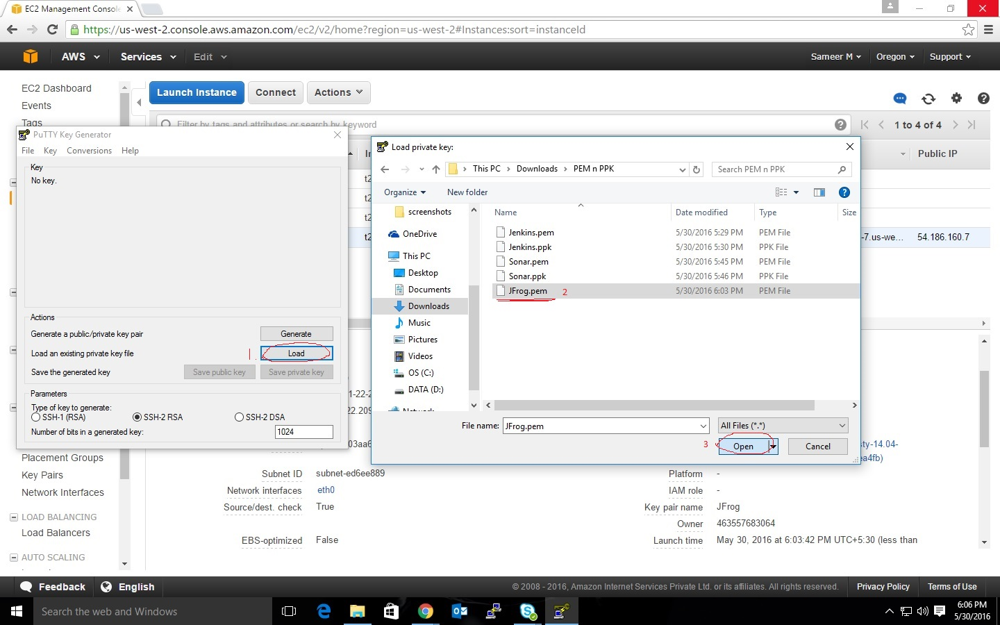 EC2 Management Console
https://us-west-2.console.aws.amazon.com/ec2/v2/home?region=us-west-2#Instances:sort=instanceId
AWS Services Edit Sameer M Oregon Support
EC2 Dashboard
Events
Tags
Launch Instance Connect Actions
Filter by tags and attributes or search by keyword
1 to 4 of 4
Public IP
-7.us-we... 54.186.160.7
PuTTY Key Generator
File Key Conversions Help
Key
No key.
Actions
Generate a public/private key pair Generate
Load an existing private key file 1. Load
Save the generated key Save public key Save private key
Parameters
Type of key to generate:
SSH-1 (RSA) SSH-2 RSA SSH-2 DSA
Number of bits in a generated key: 1024
Load private key:
This PC Downloads PEM n PPK Search PEM n PPK
Organize New folder
screenshots
OneDrive
This PC
Desktop
Documents
Downloads
Music
Pictures
Videos
OS (C:)
DATA (D:)
Network
Name Date modified Type Size
Jenkins.pem 5/30/2016 5:29 PM PEM File
Jenkins.ppk 5/30/2016 5:30 PM PPK File
Sonar.pem 5/30/2016 5:45 PM PEM File
Sonar.ppk 5/30/2016 5:46 PM PPK File
JFrog.pem 2 5/30/2016 6:03 PM PEM File
File name: JFrog.pem All Files (*.*)
3 Open Cancel
sty-14.04-
ea4fb)
Placement Groups
Key Pairs
Network Interfaces
LOAD BALANCING
Load Balancers
AUTO SCALING
Subnet ID subnet-ed6ee889
Network interfaces eth0
Source/dest. check True
EBS-optimized False
Platform -
IAM role -
Key pair name JFrog
Owner 463557683064
Launch time May 30, 2016 at 6:03:42 PM UTC+5:30 (less than
Feedback English © 2008 - 2016, Amazon Internet Services Private Ltd. or its affiliates. All rights reserved. Privacy Policy Terms of Use
Search the web and Windows
6:06 PM
5/30/2016